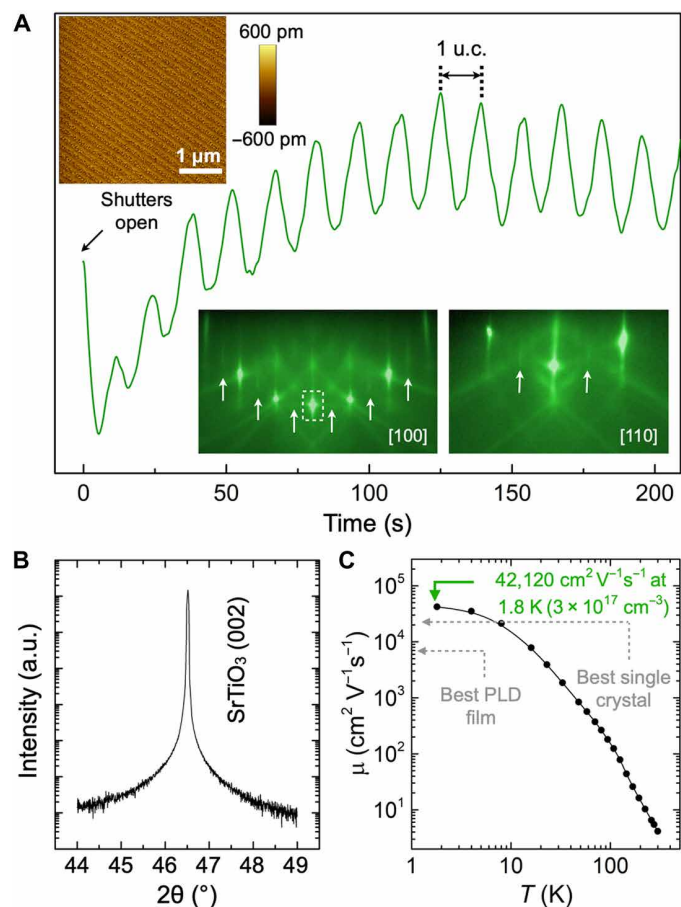 A
600 pm
−600 pm
1 μm
1 u.c.
Shutters
open
[100]
[110]
0
50
100
150
200
Time (s)
B
Intensity (a.u.)
SrTiO₃ (002)
44
45
46
47
48
49
2θ (°)
C
μ (cm² V⁻¹s⁻¹)
10⁵
10⁴
10³
10²
10¹
42,120 cm² V⁻¹s⁻¹ at
1.8 K (3 × 10¹⁷ cm⁻³)
Best PLD
film
Best single
crystal
1
10
100
T (K)